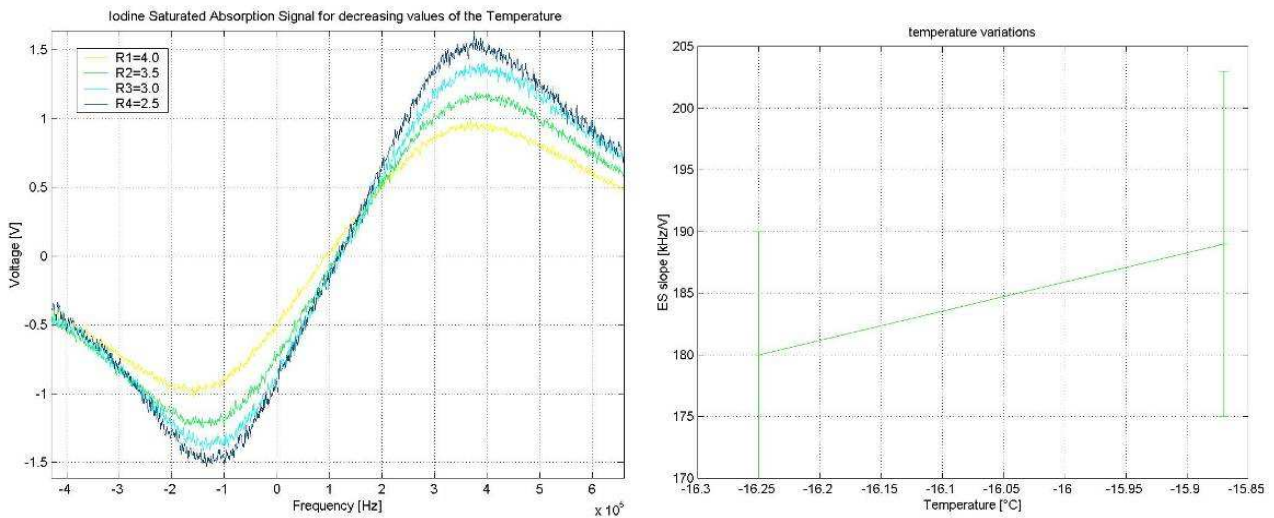 Iodine Saturated Absorption Signal for decreasing values of the Temperature
1.5
1
0.5
0
-0.5
-1
-1.5
Voltage [V]
R1=4.0
R2=3.5
R3=3.0
R4=2.5
-4 -3 -2 -1 0 1 2 3 4 5 6
Frequency [Hz]
x 10^5
temperature variations
205
200
195
190
185
180
175
170
ES slope [kHz/V]
-16.3 -16.25 -16.2 -16.15 -16.1 -16.05 -16 -15.95 -15.9 -15.85
Temperature [°C]